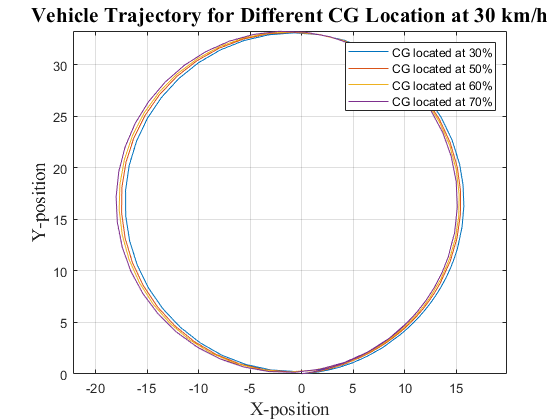 Vehicle Trajectory for Different CG Location at 30 km/h
CG located at 30%
CG located at 50%
CG located at 60%
CG located at 70%
30
25
20
15
10
5
0
Y-position
-20 -15 -10 -5 0 5 10 15
X-position